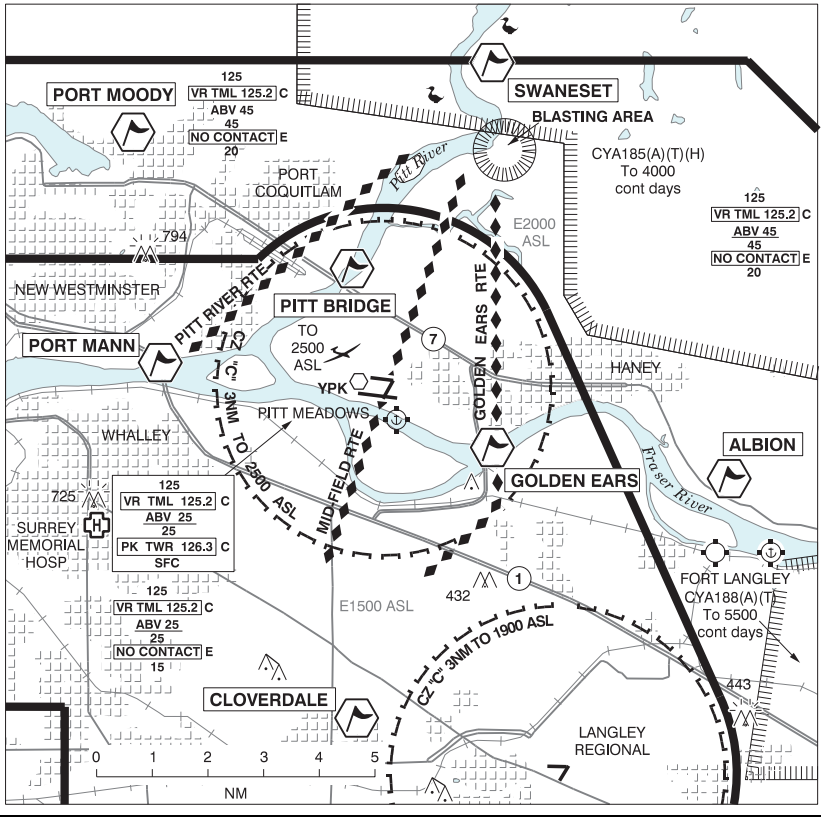 SWANESET
BLASTING AREA
PORT MOODY
125
VR TML 125.2 C
ABV 45
45
NO CONTACT E
20
CYA185(A)(T)(H)
To 4000
cont days
Pitt River
PORT
COQUITLAM
125
VR TML 125.2 C
ABV 45
45
NO CONTACT E
20
E2000
ASL
794
NEW WESTMINSTER
PITT RIVER RTE
PITT BRIDGE
GOLDEN EARS RTE
PORT MANN
TO
2500
ASL
7
HANEY
YPK
PITT MEADOWS
CZ "C" 3NM TO 2500 ASL
WHALLEY
MIDFIELD RTE
ALBION
GOLDEN EARS
Fraser River
725
125
VR TML 125.2 C
ABV 25
25
PK TWR 126.3 C
SFC
H
SURREY
MEMORIAL
HOSP
432
1
FORT LANGLEY
CYA188(A)(T)
To 5500
cont days
125
VR TML 125.2 C
ABV 25
25
NO CONTACT E
15
E1500 ASL
CZ "C" 3NM TO 1900 ASL
443
CLOVERDALE
LANGLEY
REGIONAL
0 1 2 3 4 5
NM